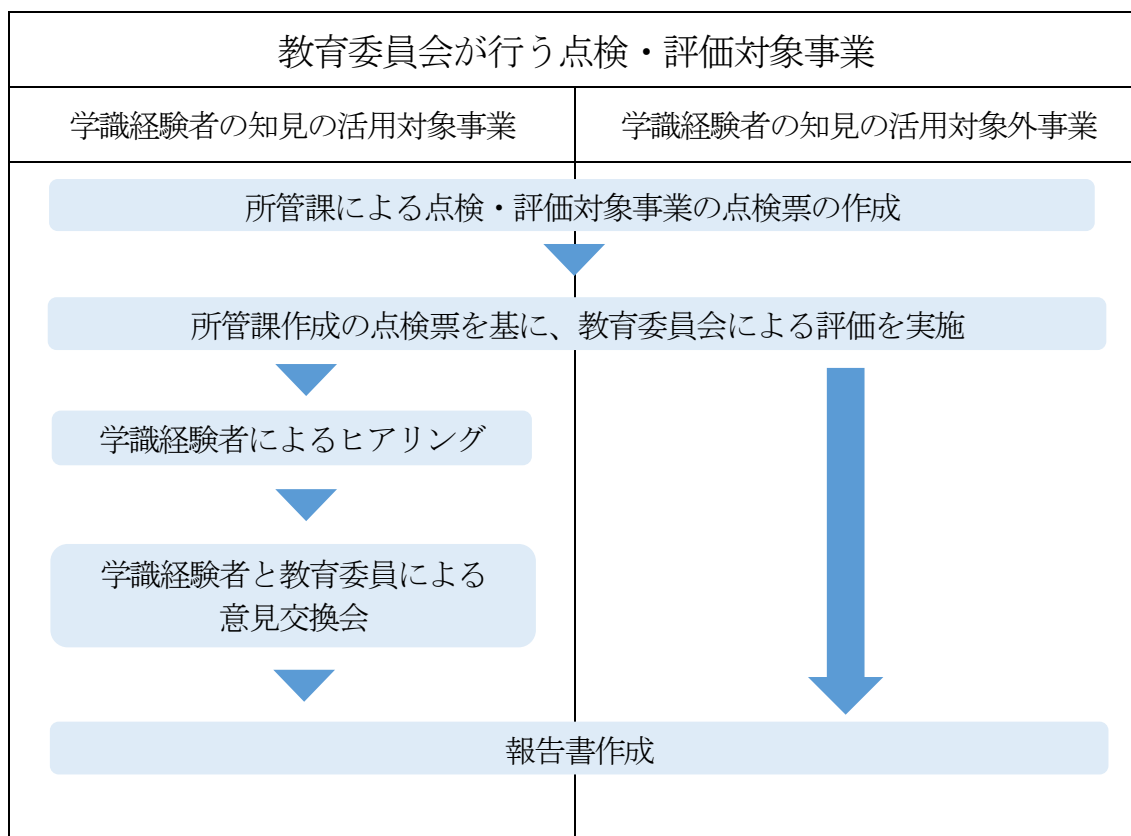 教育委員会が行う点検・評価対象事業
学識経験者の知見の活用対象事業
学識経験者の知見の活用対象外事業
所管課による点検・評価対象事業の点検票の作成
所管課作成の点検票を基に、教育委員会による評価を実施
学識経験者によるヒアリング
学識経験者と教育委員による
意見交換会
報告書作成